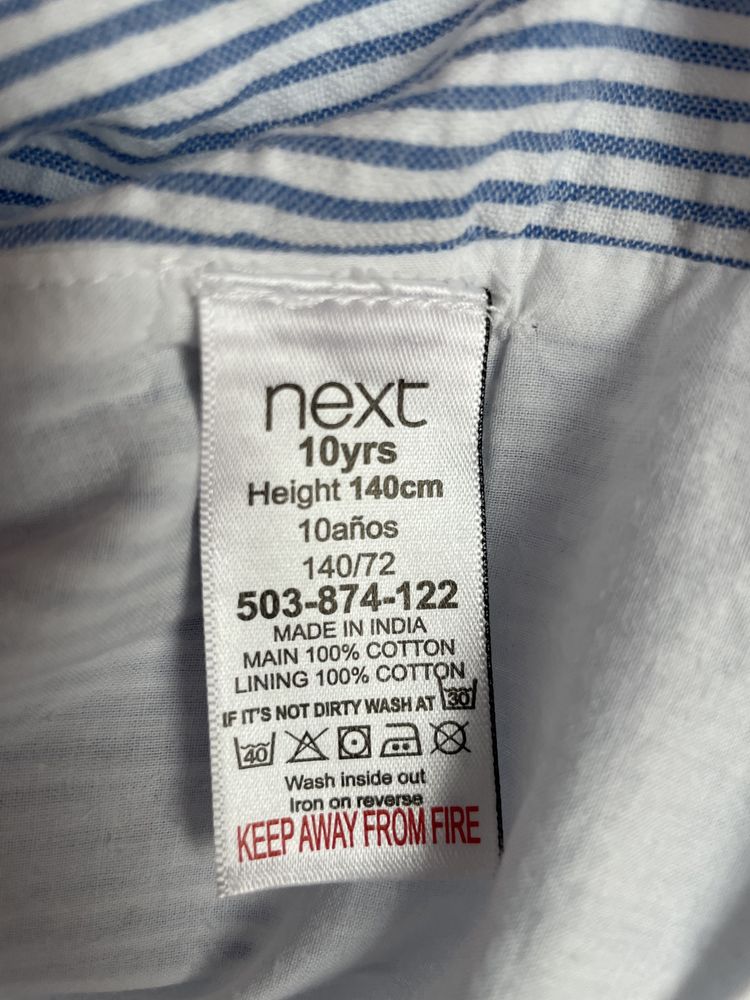 next
10yrs
Height 140cm
10años
140/72
503-874-122
MADE IN INDIA
MAIN 100% COTTON
LINING 100% COTTON
IF IT'S NOT DIRTY WASH AT 30
40
Wash inside out
Iron on reverse
KEEP AWAY FROM FIRE